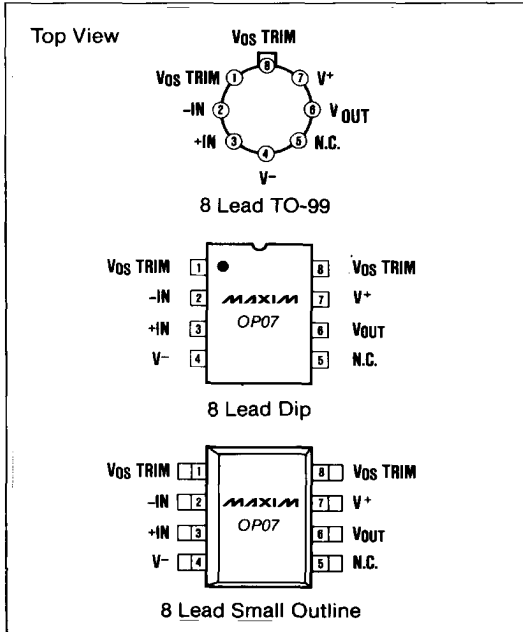 Top View
VOS TRIM
8
VOS TRIM 1 7 V+
-IN 2 6 VOUT
+IN 3 5 N.C.
4
V-
8 Lead TO-99
VOS TRIM 1 8 VOS TRIM
-IN 2 MAXIM 7 V+
+IN 3 OP07 6 VOUT
V- 4 5 N.C.
8 Lead Dip
VOS TRIM 1 8 VOS TRIM
-IN 2 MAXIM 7 V+
+IN 3 OP07 6 VOUT
V- 4 5 N.C.
8 Lead Small Outline